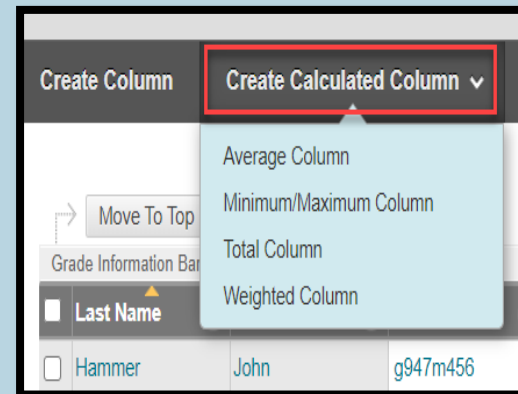 Create Column Create Calculated Column
Average Column
Minimum/Maximum Column
Total Column
Weighted Column
Move To Top
Grade Information Bar
Last Name
Hammer John g947m456